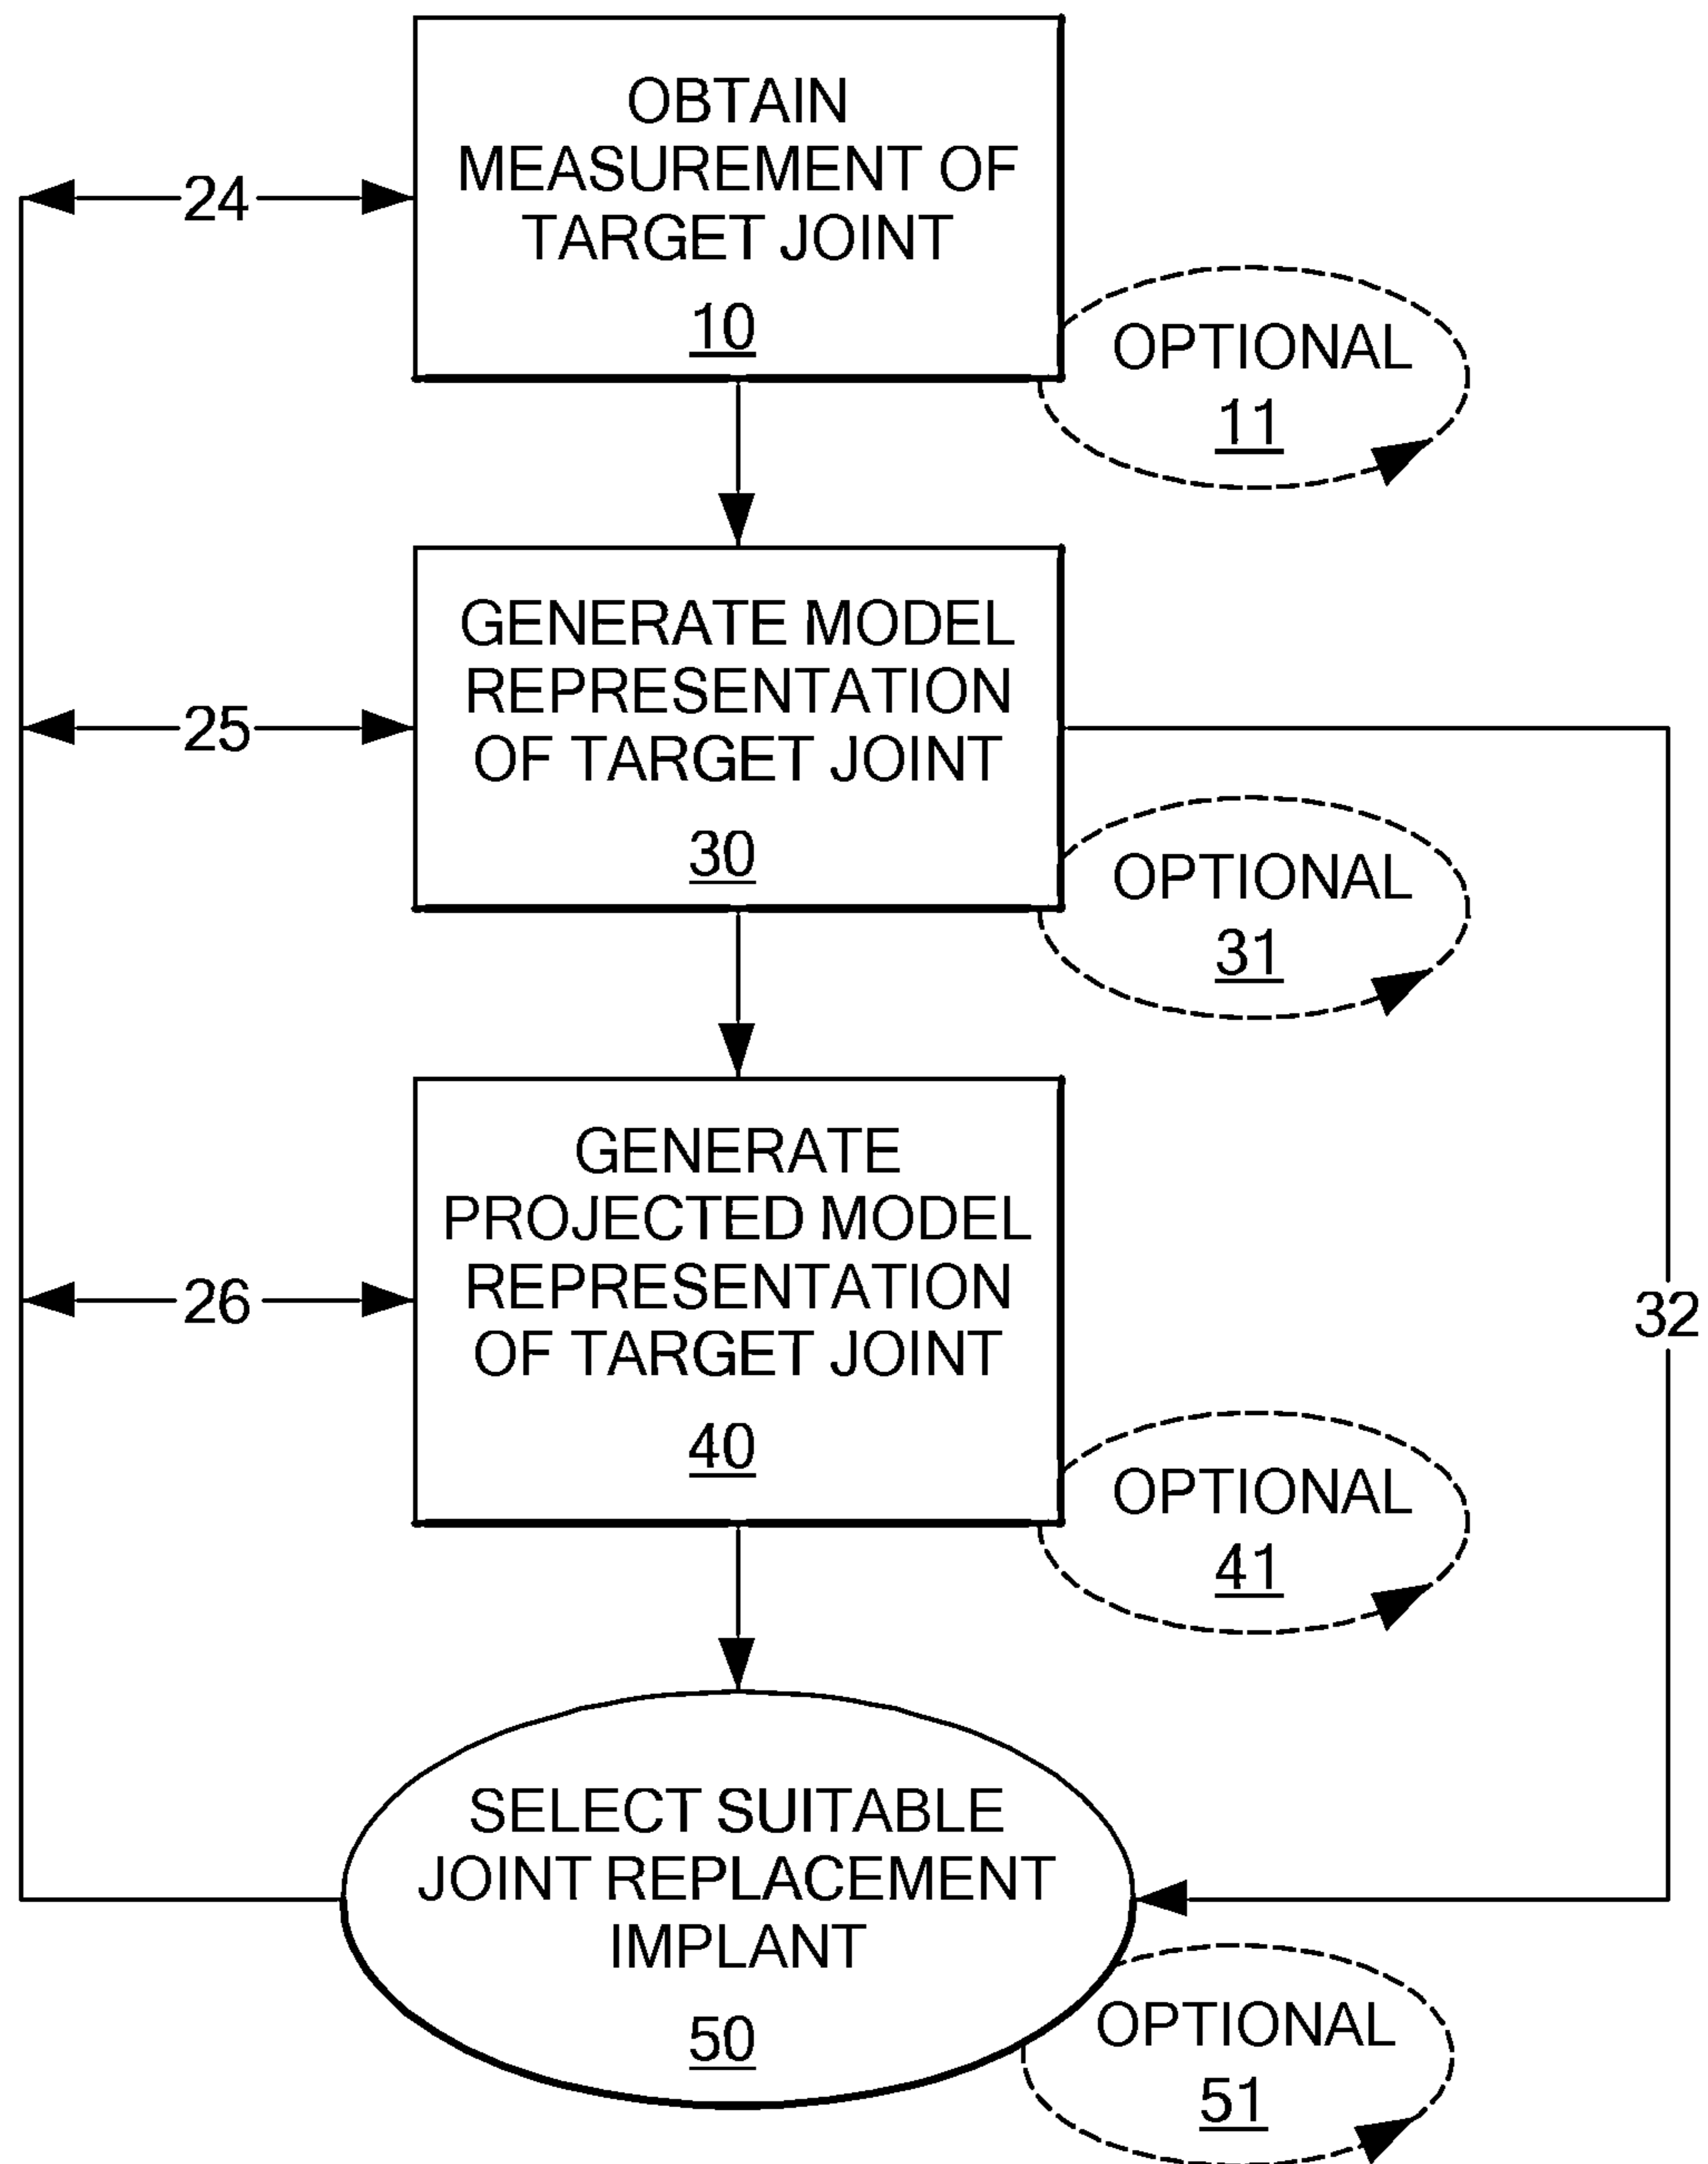 OBTAIN
MEASUREMENT OF
TARGET JOINT
10
24
OPTIONAL
11
GENERATE MODEL
REPRESENTATION
OF TARGET JOINT
30
25
OPTIONAL
31
GENERATE
PROJECTED MODEL
REPRESENTATION
OF TARGET JOINT
40
26
32
OPTIONAL
41
SELECT SUITABLE
JOINT REPLACEMENT
IMPLANT
50
OPTIONAL
51